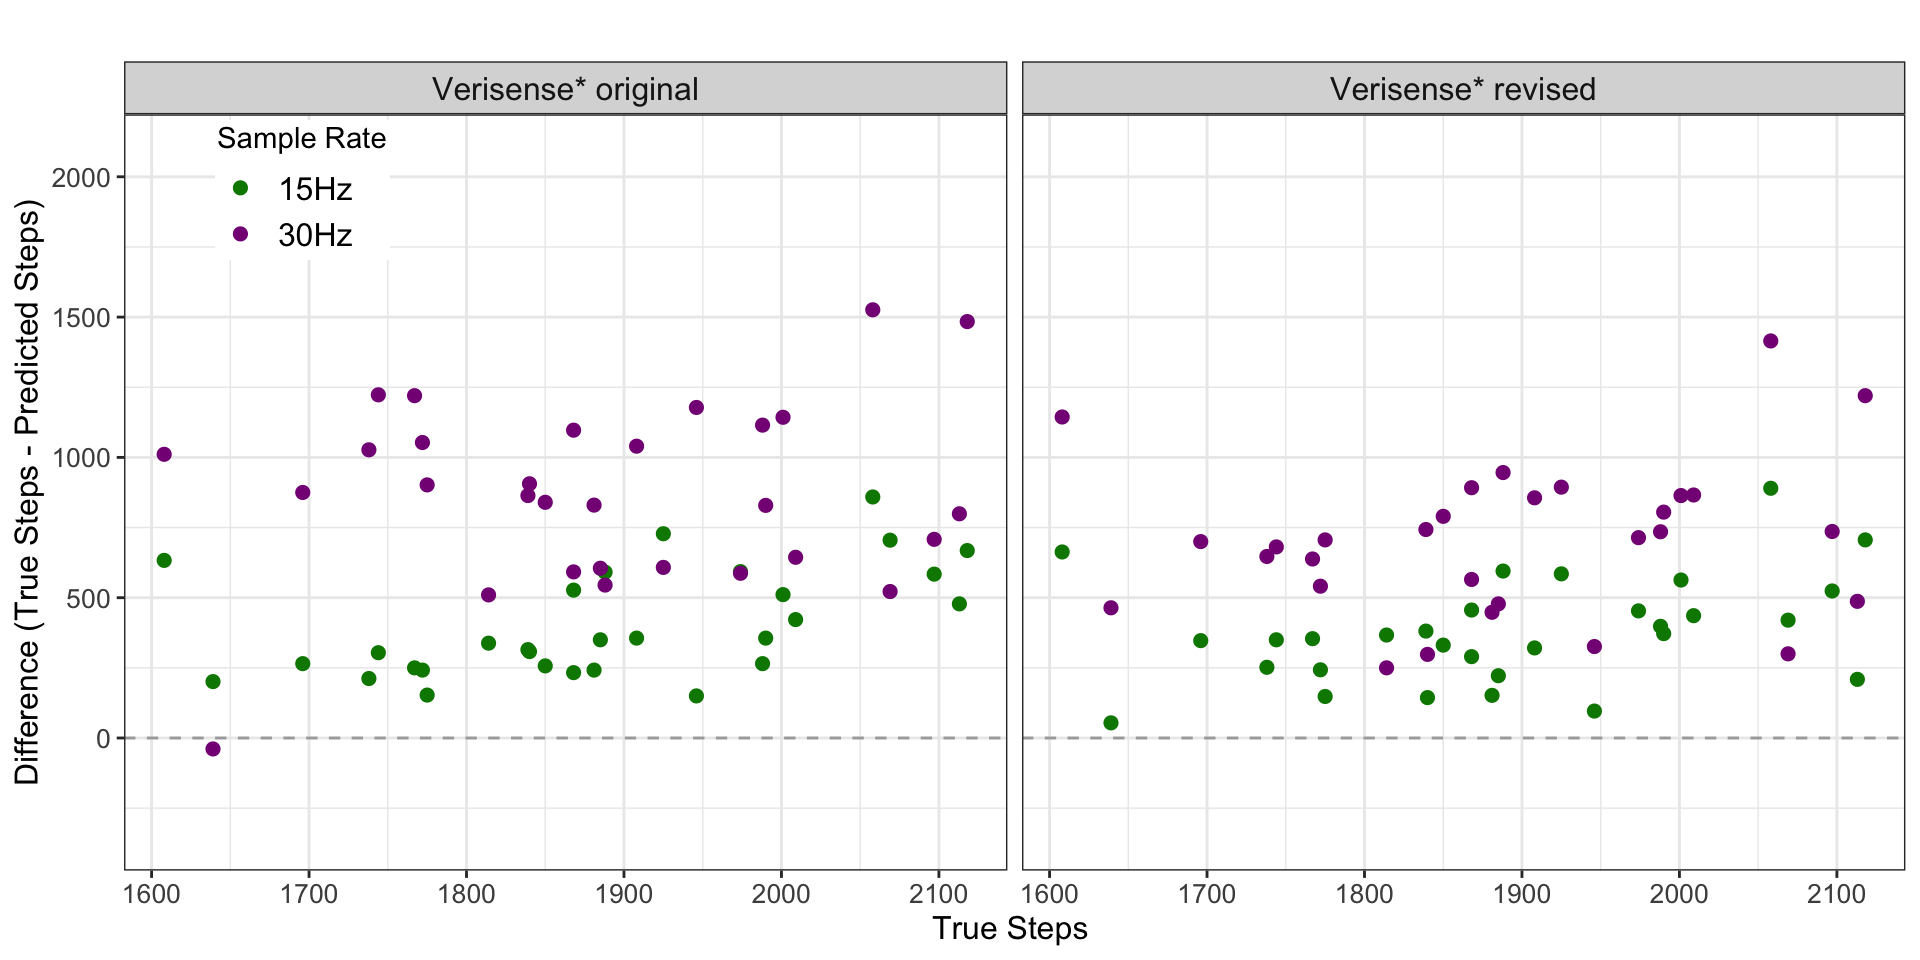 Verisense* original
Verisense* revised
Sample Rate
15Hz
30Hz
Difference (True Steps - Predicted Steps)
2000
1500
1000
500
0
1600 1700 1800 1900 2000 2100
1600 1700 1800 1900 2000 2100
True Steps